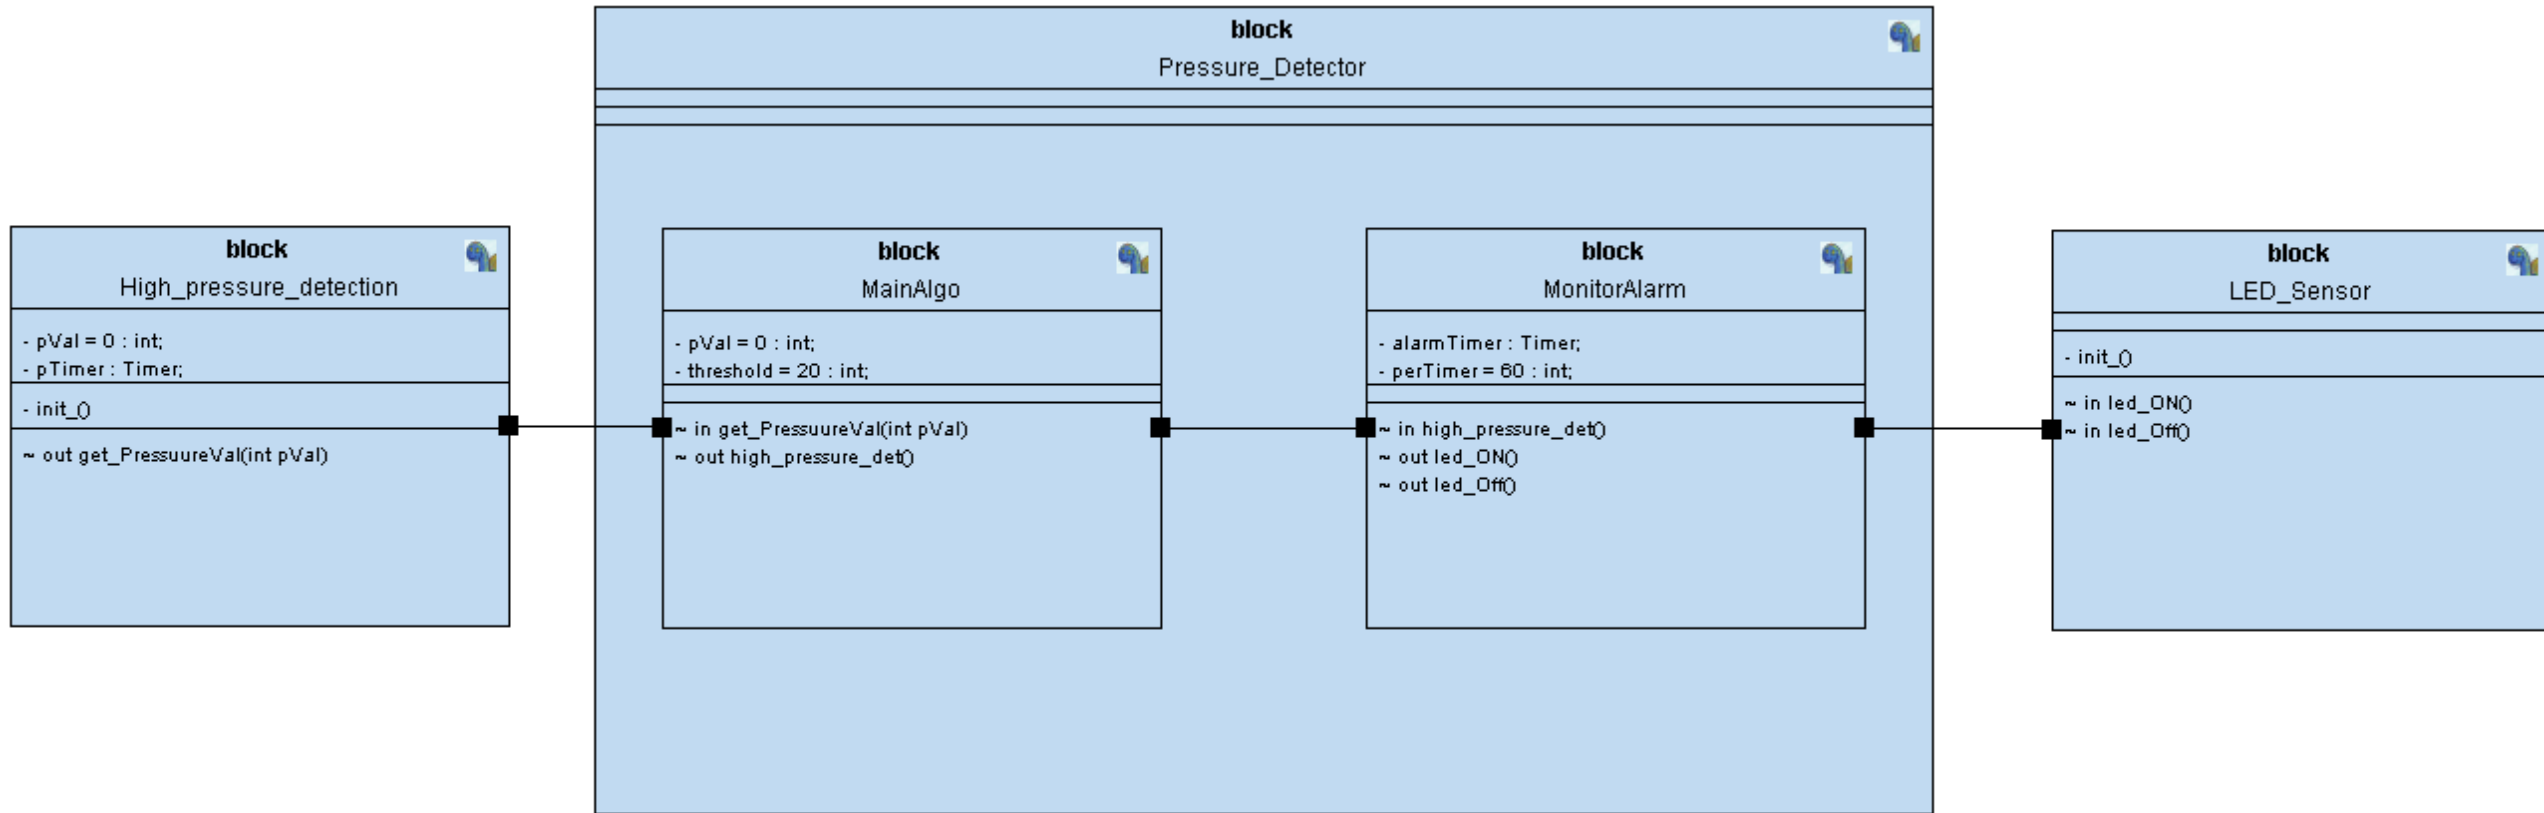 block
Pressure_Detector
block
High_pressure_detection
- pVal = 0 : int;
- pTimer : Timer;
- init_()
~ out get_PressuureVal(int pVal)
block
MainAlgo
- pVal = 0 : int;
- threshold = 20 : int;
~ in get_PressuureVal(int pVal)
~ out high_pressure_det()
block
MonitorAlarm
- alarmTimer : Timer;
- perTimer = 60 : int;
~ in high_pressure_det()
~ out led_ON()
~ out led_Off()
block
LED_Sensor
- init_()
~ in led_ON()
~ in led_Off()